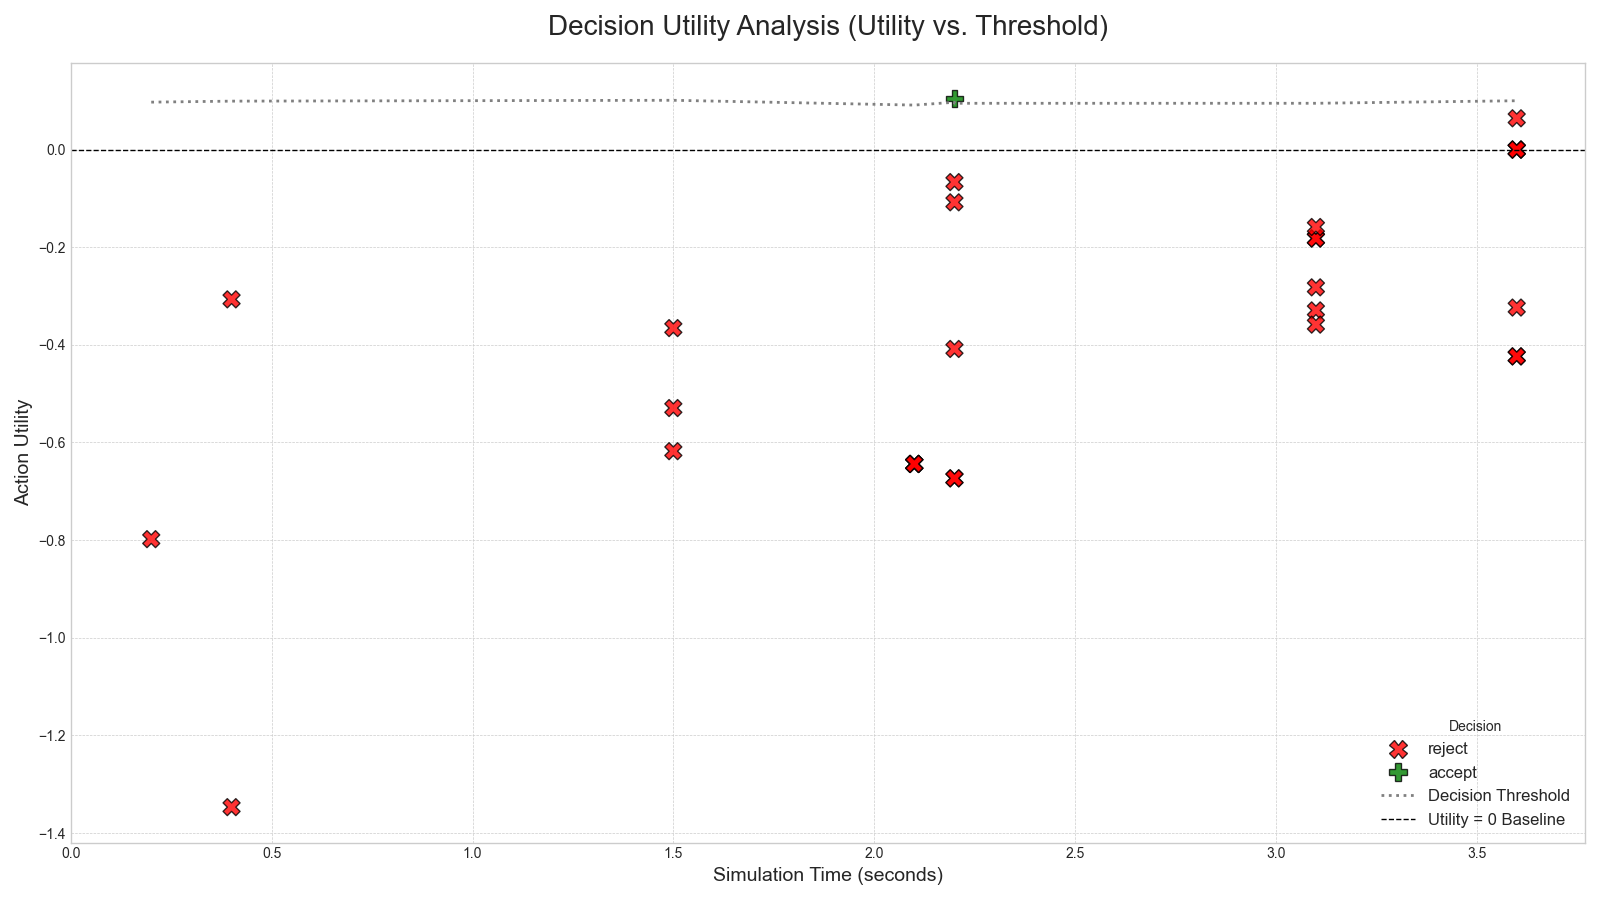 Decision Utility Analysis (Utility vs. Threshold)
Action Utility
0.0
−0.2
−0.4
−0.6
−0.8
−1.0
−1.2
−1.4
0.0 0.5 1.0 1.5 2.0 2.5 3.0 3.5
Simulation Time (seconds)
Decision
reject
accept
Decision Threshold
Utility = 0 Baseline